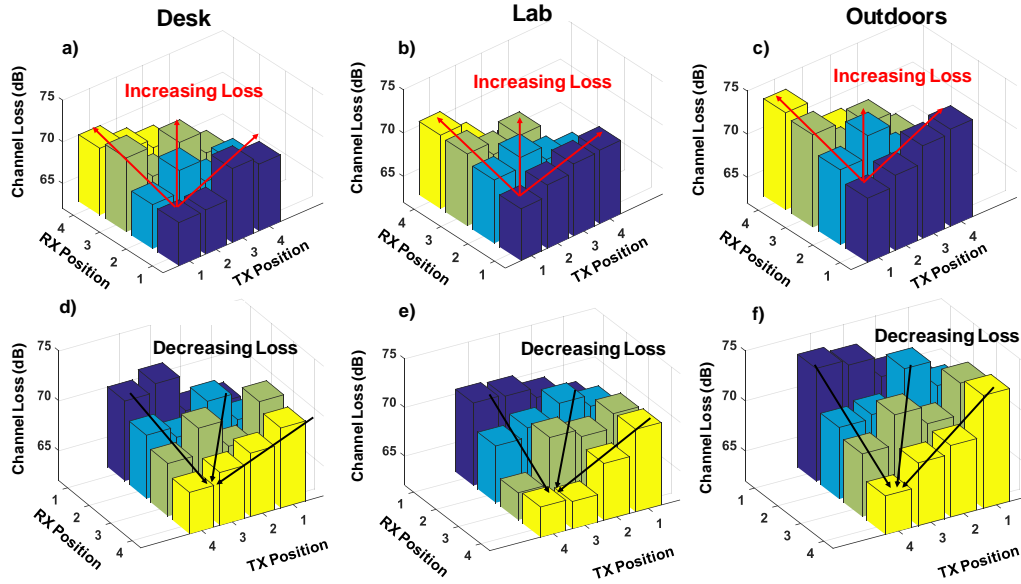 Desk
Lab
Outdoors
a)
b)
c)
Increasing Loss
Increasing Loss
Increasing Loss
Channel Loss (dB)
75
70
65
4
3
2
1
RX Position
1
2
3
4
TX Position
Channel Loss (dB)
75
70
65
4
3
2
1
RX Position
1
2
3
4
TX Position
Channel Loss (dB)
75
70
65
4
3
2
1
RX Position
1
2
3
4
TX Position
d)
e)
f)
Decreasing Loss
Decreasing Loss
Decreasing Loss
Channel Loss (dB)
75
70
65
1
2
3
4
RX Position
4
3
2
1
TX Position
Channel Loss (dB)
75
70
65
1
2
3
4
RX Position
4
3
2
1
TX Position
Channel Loss (dB)
75
70
65
1
2
3
4
RX Position
4
3
2
1
TX Position